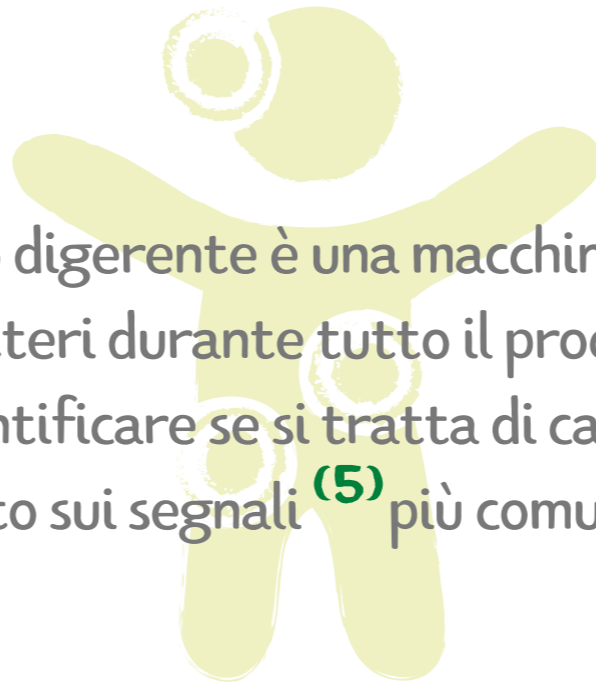 digerente è una macchin
teri durante tutto il pro
ntificare se si tratta di ca
to sui segnali (5) più comu